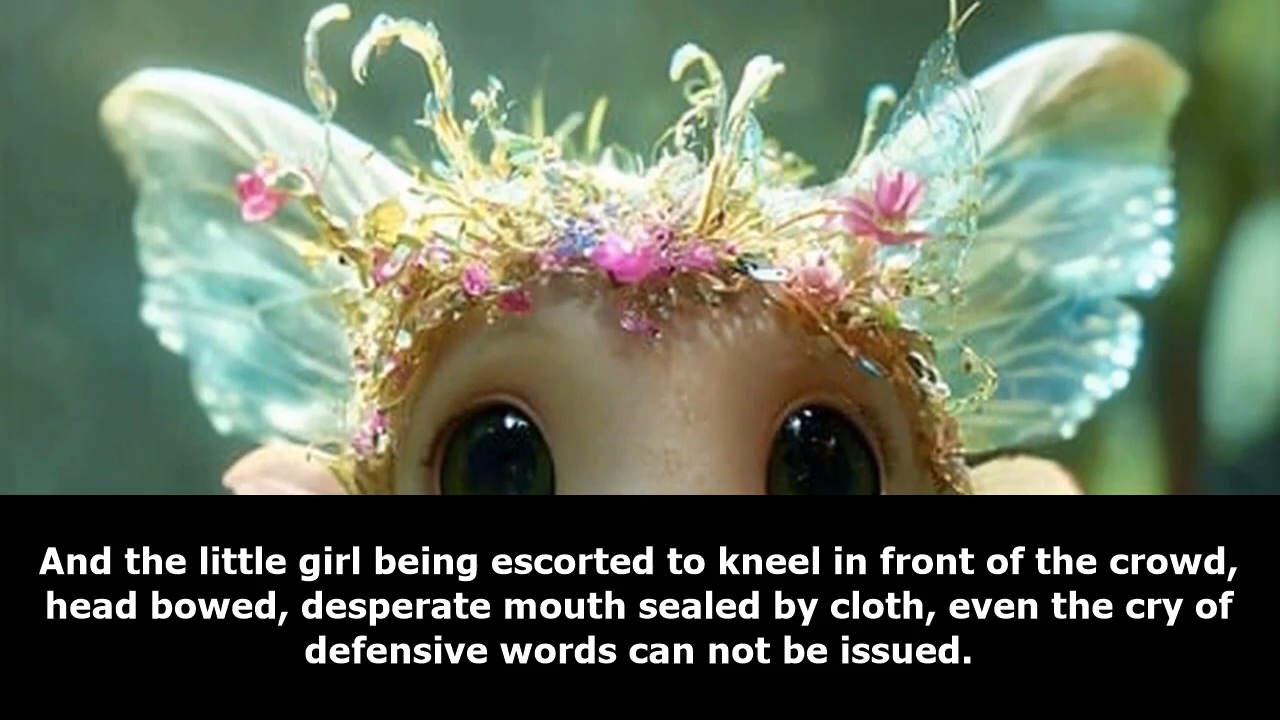 And the little girl being escorted to kneel in front of the crowd,
head bowed, desperate mouth sealed by cloth, even the cry of
defensive words can not be issued.